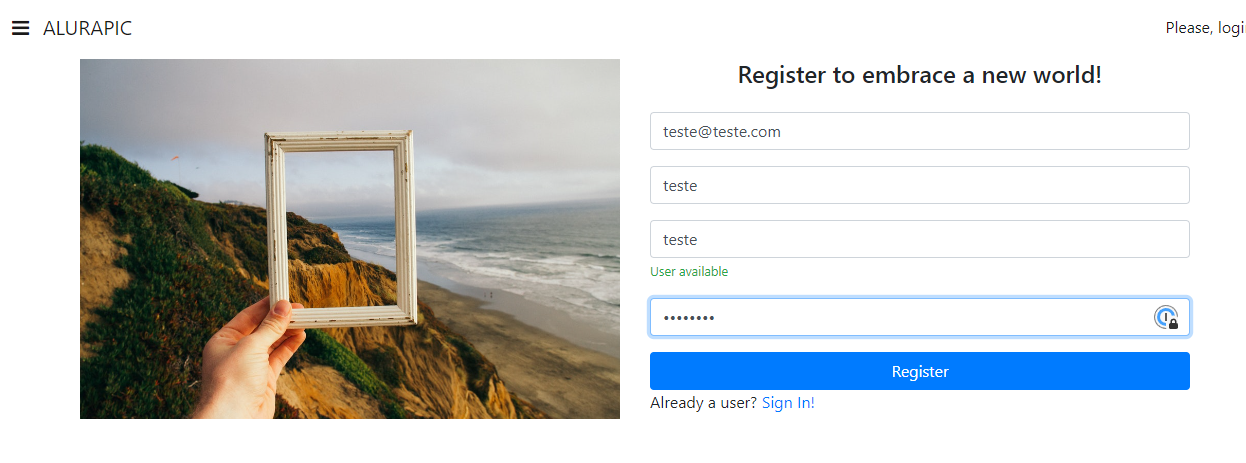 ALURAPIC
Please, logi
Register to embrace a new world!
teste@teste.com
teste
teste
User available
••••••••
Register
Already a user? Sign In!